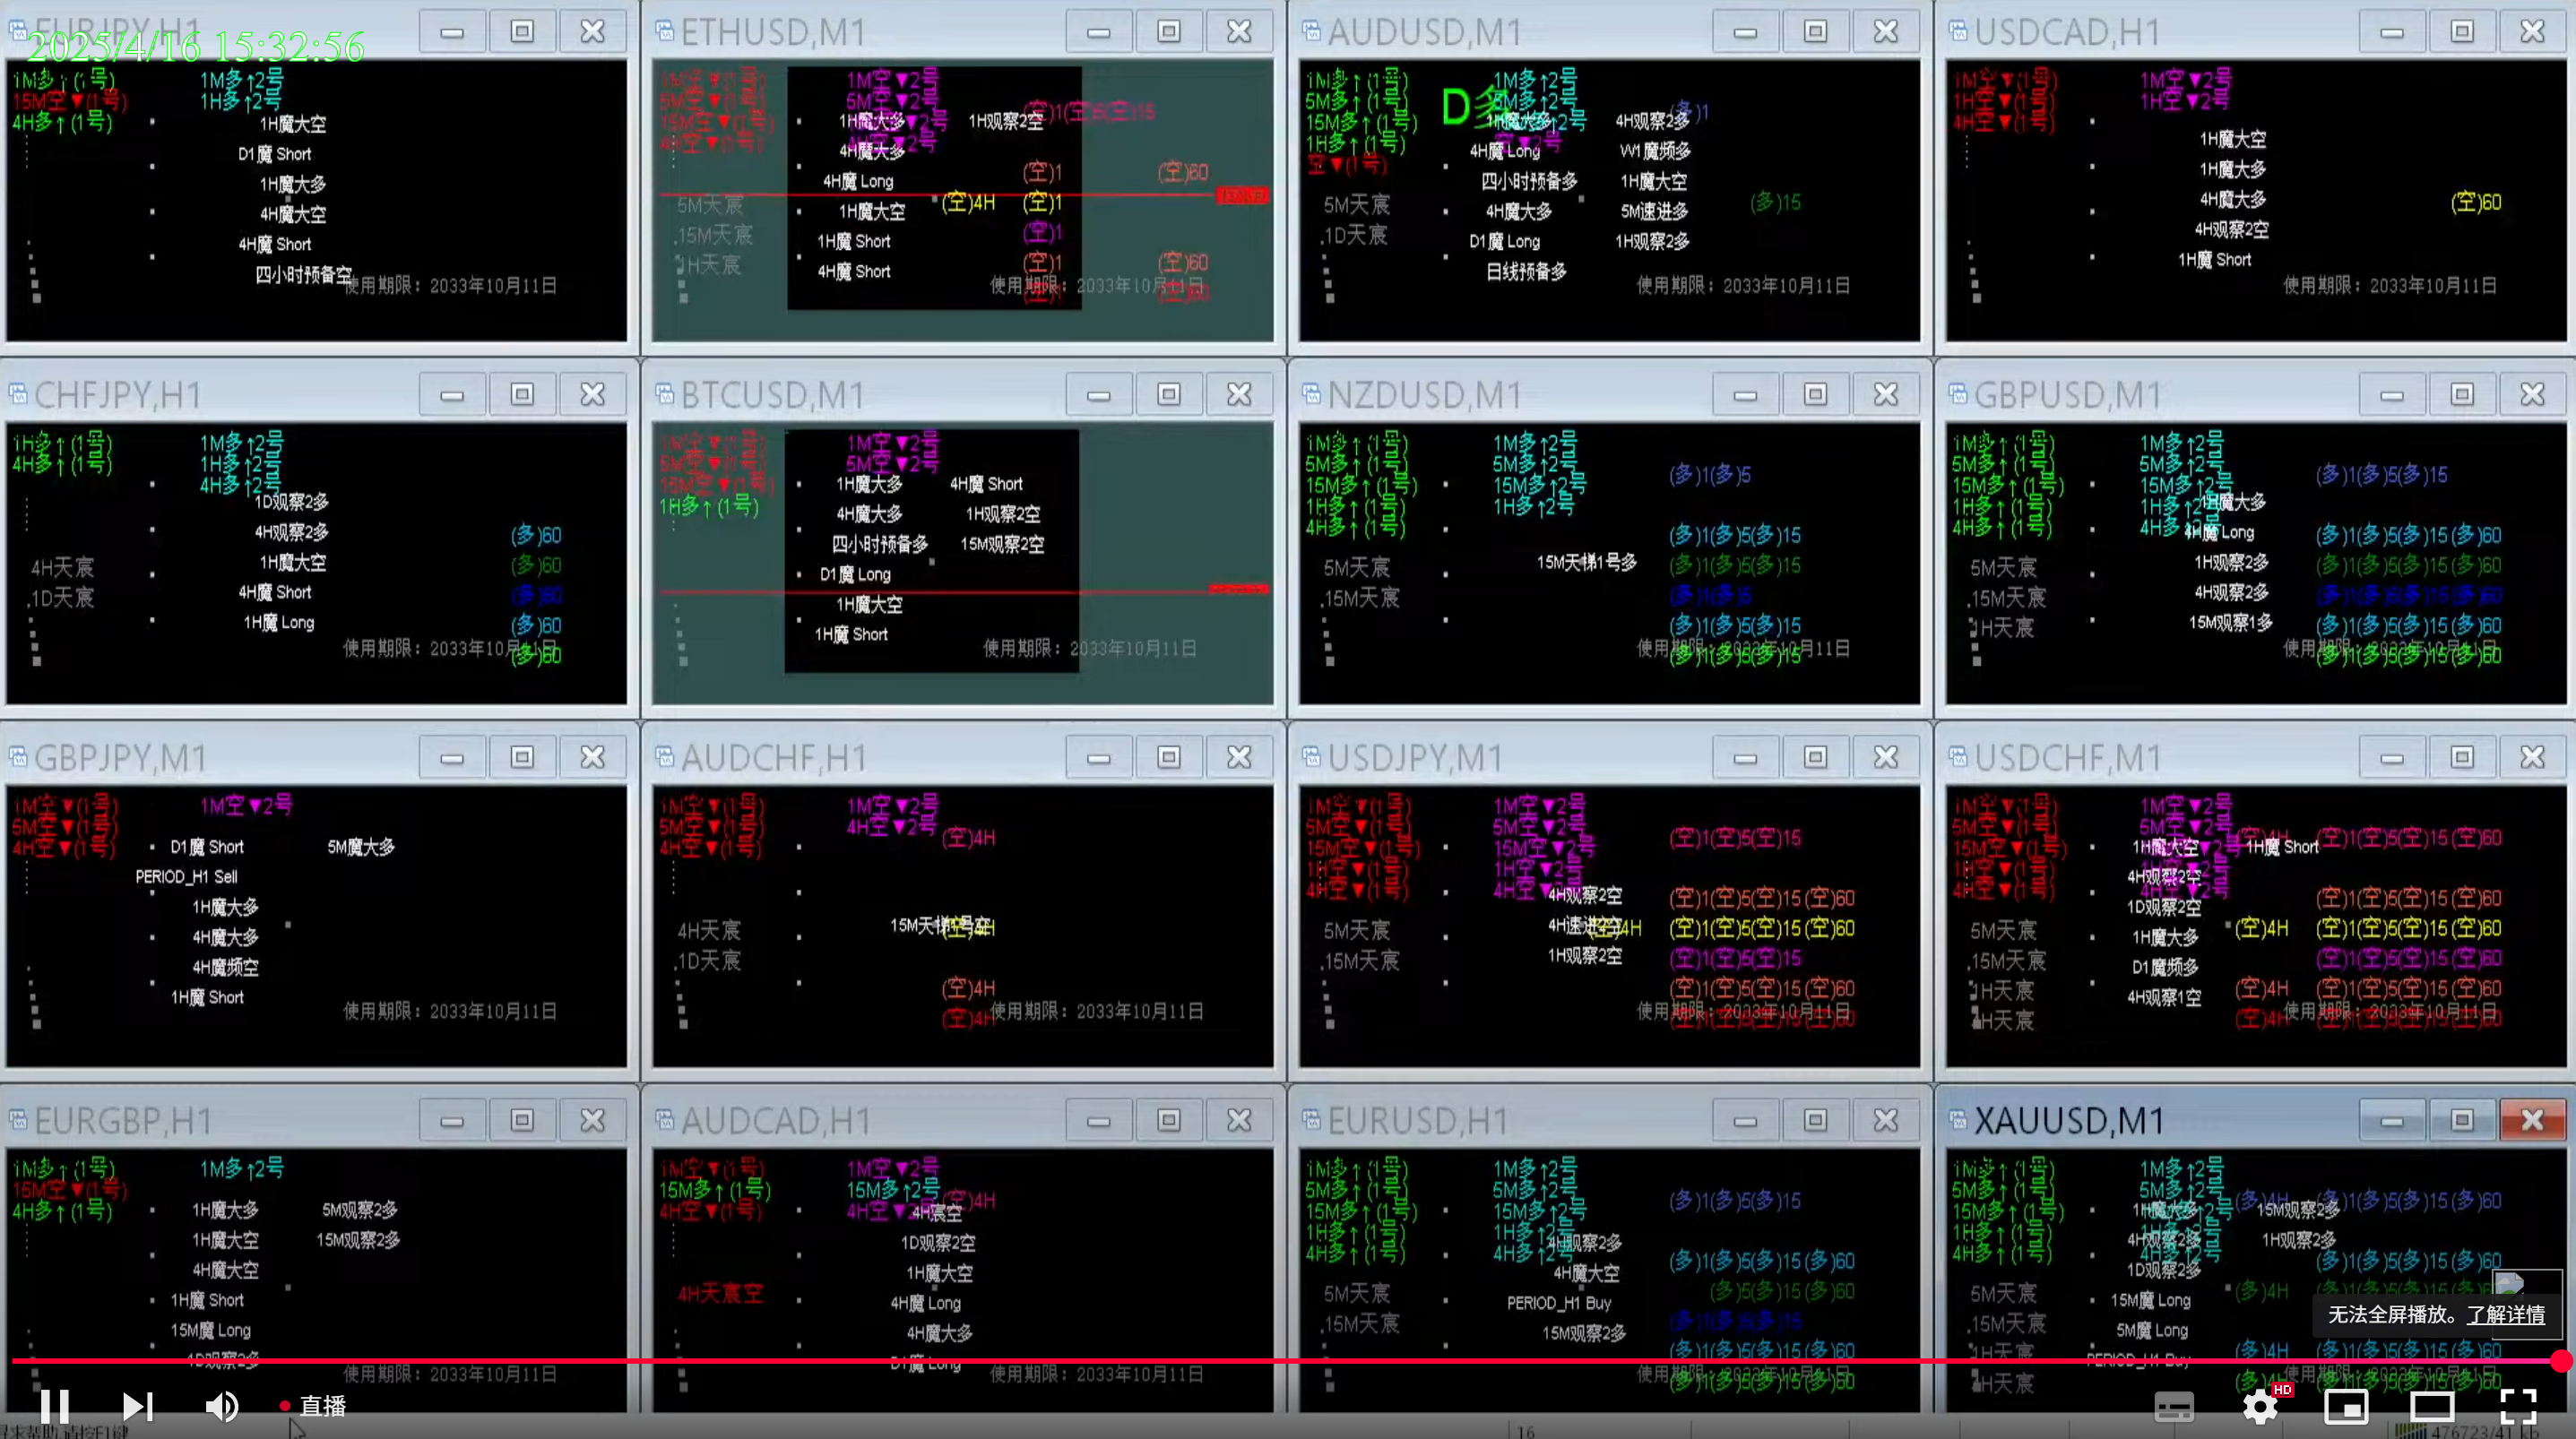 EURJPY,H1
2025/4/16 15:32:56
1M多↑(1号)
15M空▼(1号)
4H多↑(1号)
1M多↑2号
1H多↑2号
1H魔大空
D1魔 Short
1H魔大多
4H魔大空
4H魔 Short
四小时预备空
使用期限：2033年10月11日
ETHUSD,M1
1M空▼(1号)
5M空▼(1号)
15M空▼(1号)
4H空▼(1号)
1M空▼2号
5M空▼2号
1H魔大多
1H观察2空
4H魔大多
4H魔 Long
1H魔大空
1H魔 Short
4H魔 Short
(空)1(空)5(空)15
(空)1
(空)60
(空)4H
(空)1
(空)1
(空)1
(空)60
5M天宸
15M天宸
1H天宸
使用期限：2033年10月11日
AUDUSD,M1
1M多↑(1号)
5M多↑(1号)
15M多↑(1号)
1H多↑(1号)
空▼(1号)
D多
1M多↑2号
5M多↑2号
1H魔大多
4H魔 Long
四小时预备多
4H魔大多
D1魔 Long
日线预备多
4H观察2多
W1魔频多
1H魔大空
5M速进多
1H观察2多
(多)1
(多)15
5M天宸
1D天宸
使用期限：2033年10月11日
USDCAD,H1
1M空▼(1号)
1H空▼(1号)
4H空▼(1号)
1M空▼2号
1H空▼2号
1H魔大空
1H魔大多
4H魔大多
4H观察2空
1H魔 Short
(空)60
使用期限：2033年10月11日
CHFJPY,H1
1H多↑(1号)
4H多↑(1号)
1M多↑2号
1H多↑2号
4H多↑2号
1D观察2多
4H观察2多
1H魔大空
4H魔 Short
1H魔 Long
(多)60
(多)60
(多)60
(多)60
(多)60
4H天宸
1D天宸
使用期限：2033年10月11日
BTCUSD,M1
1M空▼(1号)
5M空▼(1号)
15M空▼(1号)
1H多↑(1号)
1M空▼2号
5M空▼2号
1H魔大多
4H魔 Short
4H魔大多
1H观察2空
四小时预备多
15M观察2空
D1魔 Long
1H魔大空
1H魔 Short
使用期限：2033年10月11日
NZDUSD,M1
1M多↑(1号)
5M多↑(1号)
15M多↑(1号)
1H多↑(1号)
4H多↑(1号)
1M多↑2号
5M多↑2号
15M多↑2号
1H多↑2号
15M天梯1号多
(多)1(多)5
(多)1(多)5(多)15
(多)1(多)5(多)15
(多)1(多)5
(多)1(多)5(多)15
(多)1(多)5(多)15
5M天宸
15M天宸
使用期限：2033年10月11日
GBPUSD,M1
1M多↑(1号)
5M多↑(1号)
15M多↑(1号)
1H多↑(1号)
4H多↑(1号)
1M多↑2号
5M多↑2号
15M多↑2号
1H多↑2号
4H多↑2号
1H魔大多
4H魔 Long
1H观察2多
4H观察2多
15M观察1多
(多)1(多)5(多)15
(多)1(多)5(多)15(多)60
(多)1(多)5(多)15(多)60
(多)1(多)5(多)15(多)60
(多)1(多)5(多)15(多)60
(多)1(多)5(多)15(多)60
5M天宸
15M天宸
1H天宸
使用期限：2033年10月11日
GBPJPY,M1
1M空▼(1号)
5M空▼(1号)
4H空▼(1号)
1M空▼2号
D1魔 Short
5M魔大多
PERIOD_H1 Sell
1H魔大多
4H魔大多
4H魔频空
1H魔 Short
使用期限：2033年10月11日
AUDCHF,H1
1M空▼(1号)
5M空▼(1号)
4H空▼(1号)
1M空▼2号
4H空▼2号
(空)4H
15M天梯1号空
(空)4H
(空)4H
(空)4H
4H天宸
1D天宸
使用期限：2033年10月11日
USDJPY,M1
1M空▼(1号)
5M空▼(1号)
15M空▼(1号)
1H空▼(1号)
4H空▼(1号)
1M空▼2号
5M空▼2号
15M空▼2号
1H空▼2号
4H空▼2号
4H观察2空
4H速进空
(空)4H
1H观察2空
(空)1(空)5(空)15
(空)1(空)5(空)15(空)60
(空)1(空)5(空)15(空)60
(空)1(空)5(空)15
(空)1(空)5(空)15(空)60
(空)1(空)5(空)15(空)60
5M天宸
15M天宸
使用期限：2033年10月11日
USDCHF,M1
1M空▼(1号)
5M空▼(1号)
15M空▼(1号)
1H空▼(1号)
4H空▼(1号)
1M空▼2号
5M空▼2号
1H魔大空
1H魔 Short
4H观察2空
1D观察2空
1H魔大多
D1魔频多
4H观察1空
(空)4H
(空)1(空)5(空)15(空)60
(空)1(空)5(空)15(空)60
(空)4H
(空)1(空)5(空)15(空)60
(空)1(空)5(空)15(空)60
(空)4H
(空)1(空)5(空)15(空)60
(空)4H
(空)1(空)5(空)15(空)60
5M天宸
15M天宸
1H天宸
4H天宸
使用期限：2033年10月11日
EURGBP,H1
1M多↑(1号)
15M空▼(1号)
4H多↑(1号)
1M多↑2号
1H魔大多
5M观察2多
1H魔大空
15M观察2多
4H魔大空
1H魔 Short
15M魔 Long
1D观察2多
使用期限：2033年10月11日
AUDCAD,H1
1M空▼(1号)
15M多↑(1号)
4H空▼(1号)
1M空▼2号
15M多↑2号
4H空▼2号
(空)4H
4H宸空
1D观察2空
1H魔大空
4H魔 Long
4H魔大多
D1魔 Long
4H天宸空
使用期限：2033年10月11日
EURUSD,H1
1M多↑(1号)
5M多↑(1号)
15M多↑(1号)
1H多↑(1号)
4H多↑(1号)
1M多↑2号
5M多↑2号
15M多↑2号
1H多↑2号
4H多↑2号
4H观察2多
4H魔大空
PERIOD_H1 Buy
15M观察2多
(多)1(多)5(多)15
(多)1(多)5(多)15(多)60
(多)5(多)15(多)60
(多)1(多)5(多)15
(多)1(多)5(多)15(多)60
(多)1(多)5(多)15(多)60
5M天宸
15M天宸
使用期限：2033年10月11日
XAUUSD,M1
1M多↑(1号)
5M多↑(1号)
15M多↑(1号)
1H多↑(1号)
4H多↑(1号)
1M多↑2号
5M多↑2号
15M多↑2号
1H多↑2号
4H多↑2号
1H魔大多
15M观察2多
4H观察2多
1H观察2多
1D观察2多
15M魔 Long
5M魔 Long
PERIOD_H1 Buy
(多)4H
(多)1(多)5(多)15(多)60
(多)1(多)5(多)15(多)60
(多)4H
(多)4H
(多)1(多)5(多)15(多)60
5M天宸
15M天宸
1H天宸
4H天宸
使用期限：2033年10月11日
无法全屏播放。了解详情
直播
HD
16
476723/41 kb